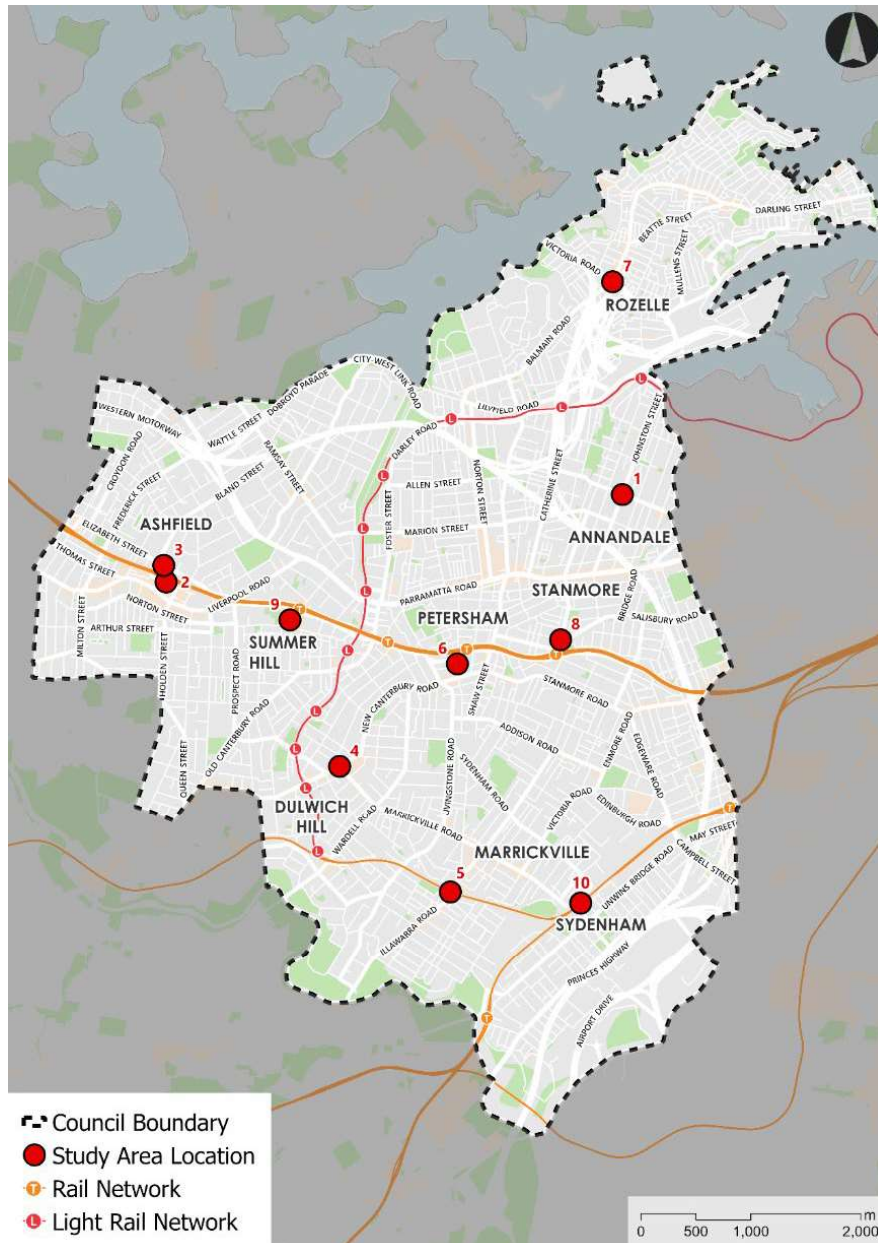 DARLING STREET
BEATTIE STREET
MULLENS STREET
VICTORIA ROAD
7
ROZELLE
BALMAIN ROAD
CITY WEST LINK ROAD
DOBROYD PARADE
LILYFIELD ROAD
L
L
L
WESTERN MOTORWAY
WATTLE STREET
RAMSAY STREET
DARLEY ROAD
JOHNSTON STREET
CROYDON ROAD
FREDERICK STREET
BLAND STREET
NORTON STREET
CATHERINE STREET
L
ALLEN STREET
1
FOSTER STREET
MARION STREET
L
ANNANDALE
ASHFIELD
ELIZABETH STREET
THOMAS STREET
3
2
LIVERPOOL ROAD
NORTON STREET
PARRAMATTA ROAD
STANMORE
L
BRIDGE ROAD
SALISBURY ROAD
MILTON STREET
ARTHUR STREET
9
T
PETERSHAM
8
SUMMER
HILL
T
6
T
T
L
HOLDEN STREET
PROSPECT ROAD
SHAW STREET
STANMORE ROAD
NEW CANTERBURY ROAD
OLD CANTERBURY ROAD
QUEEN STREET
L
ADDISON ROAD
ENMORE ROAD
EDGEWARE ROAD
L
4
LIVINGSTONE ROAD
SYDENHAM ROAD
L
DULWICH
HILL
VICTORIA ROAD
EDINBURGH ROAD
MARRICKVILLE ROAD
WARDELL ROAD
T
MAY STREET
L
MARRICKVILLE
CAMPBELL STREET
UNWINS BRIDGE ROAD
5
10
SYDENHAM
ILLAWARRA ROAD
PRINCES HIGHWAY
T
AIRPORT DRIVE
Council Boundary
Study Area Location
T Rail Network
L Light Rail Network
m
0 500 1,000 2,000